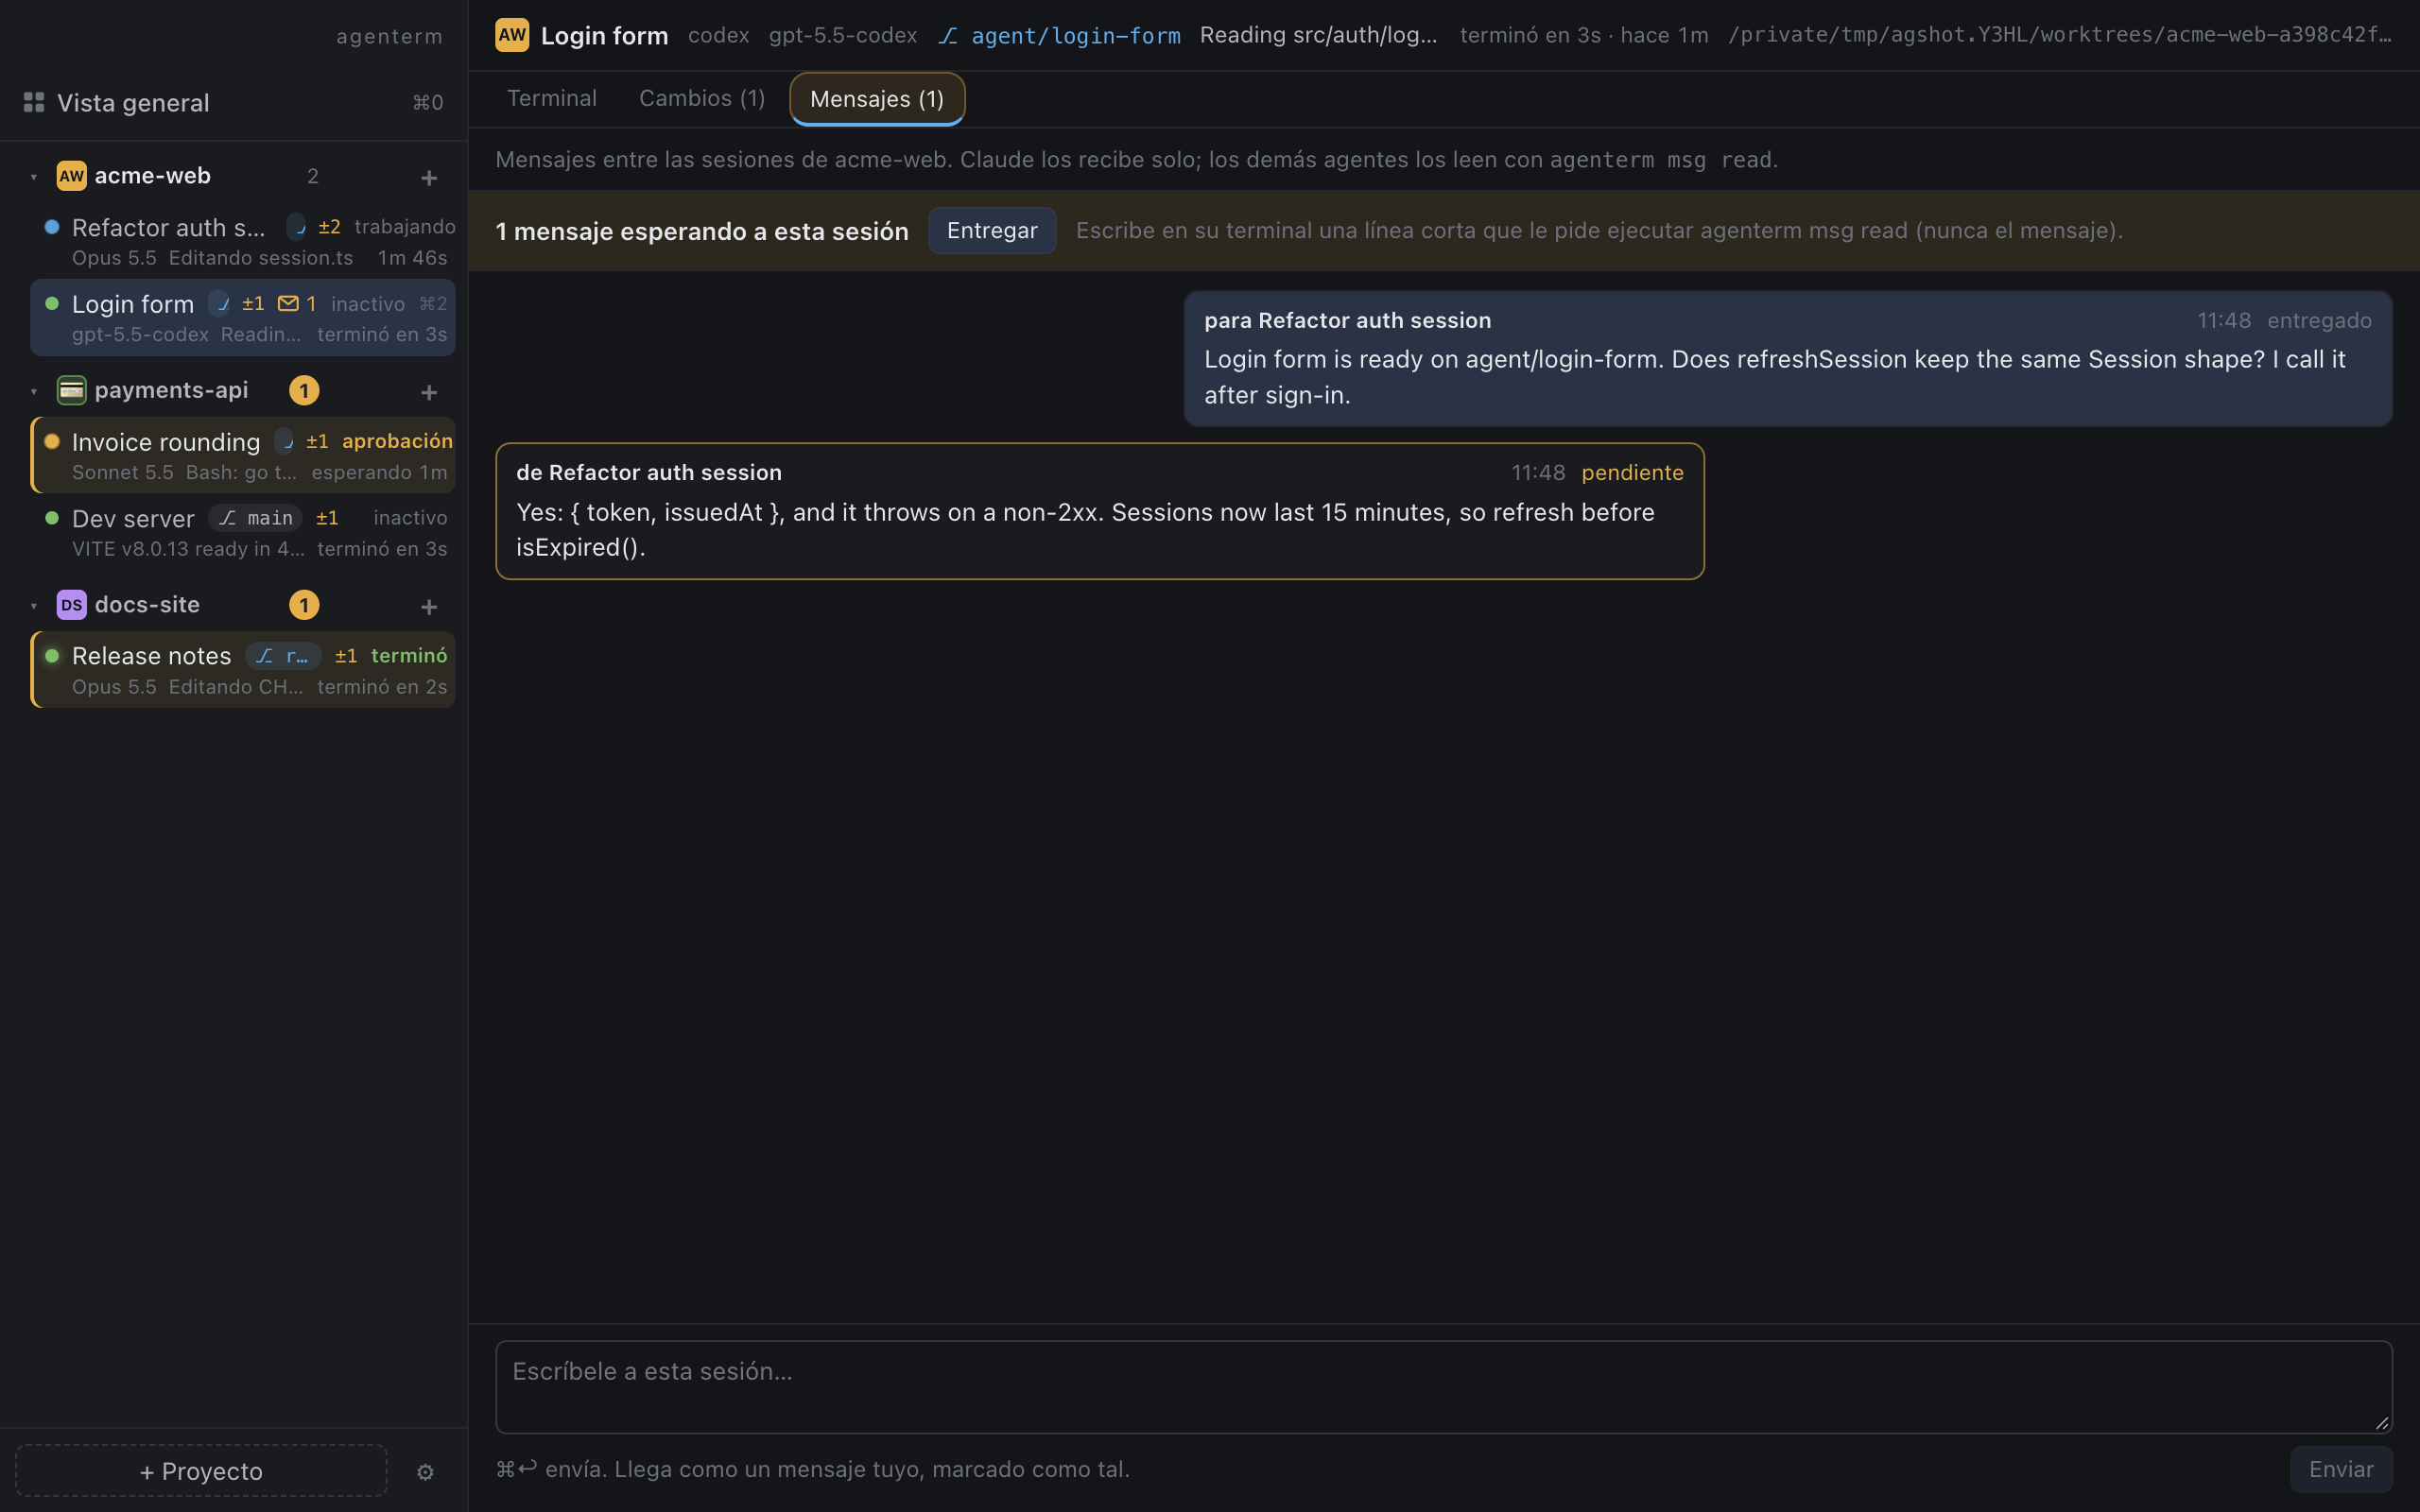 agenterm
Vista general ⌘0
AW acme-web 2 +
Refactor auth s... ±2 trabajando
Opus 5.5 Editando session.ts 1m 46s
Login form ±1 1 inactivo ⌘2
gpt-5.5-codex Readin... terminó en 3s
payments-api 1 +
Invoice rounding ±1 aprobación
Sonnet 5.5 Bash: go t... esperando 1m
Dev server main ±1 inactivo
VITE v8.0.13 ready in 4... terminó en 3s
DS docs-site 1 +
Release notes r... ±1 terminó
Opus 5.5 Editando CH... terminó en 2s
+ Proyecto
AW Login form codex gpt-5.5-codex agent/login-form Reading src/auth/log... terminó en 3s · hace 1m /private/tmp/agshot.Y3HL/worktrees/acme-web-a398c42f…
Terminal Cambios (1) Mensajes (1)
Mensajes entre las sesiones de acme-web. Claude los recibe solo; los demás agentes los leen con agenterm msg read.
1 mensaje esperando a esta sesión Entregar Escribe en su terminal una línea corta que le pide ejecutar agenterm msg read (nunca el mensaje).
para Refactor auth session 11:48 entregado
Login form is ready on agent/login-form. Does refreshSession keep the same Session shape? I call it
after sign-in.
de Refactor auth session 11:48 pendiente
Yes: { token, issuedAt }, and it throws on a non-2xx. Sessions now last 15 minutes, so refresh before
isExpired().
Escríbele a esta sesión...
⌘↩ envía. Llega como un mensaje tuyo, marcado como tal. Enviar